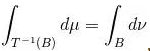 ∫_{T⁻¹(B)} dμ = ∫_B dν